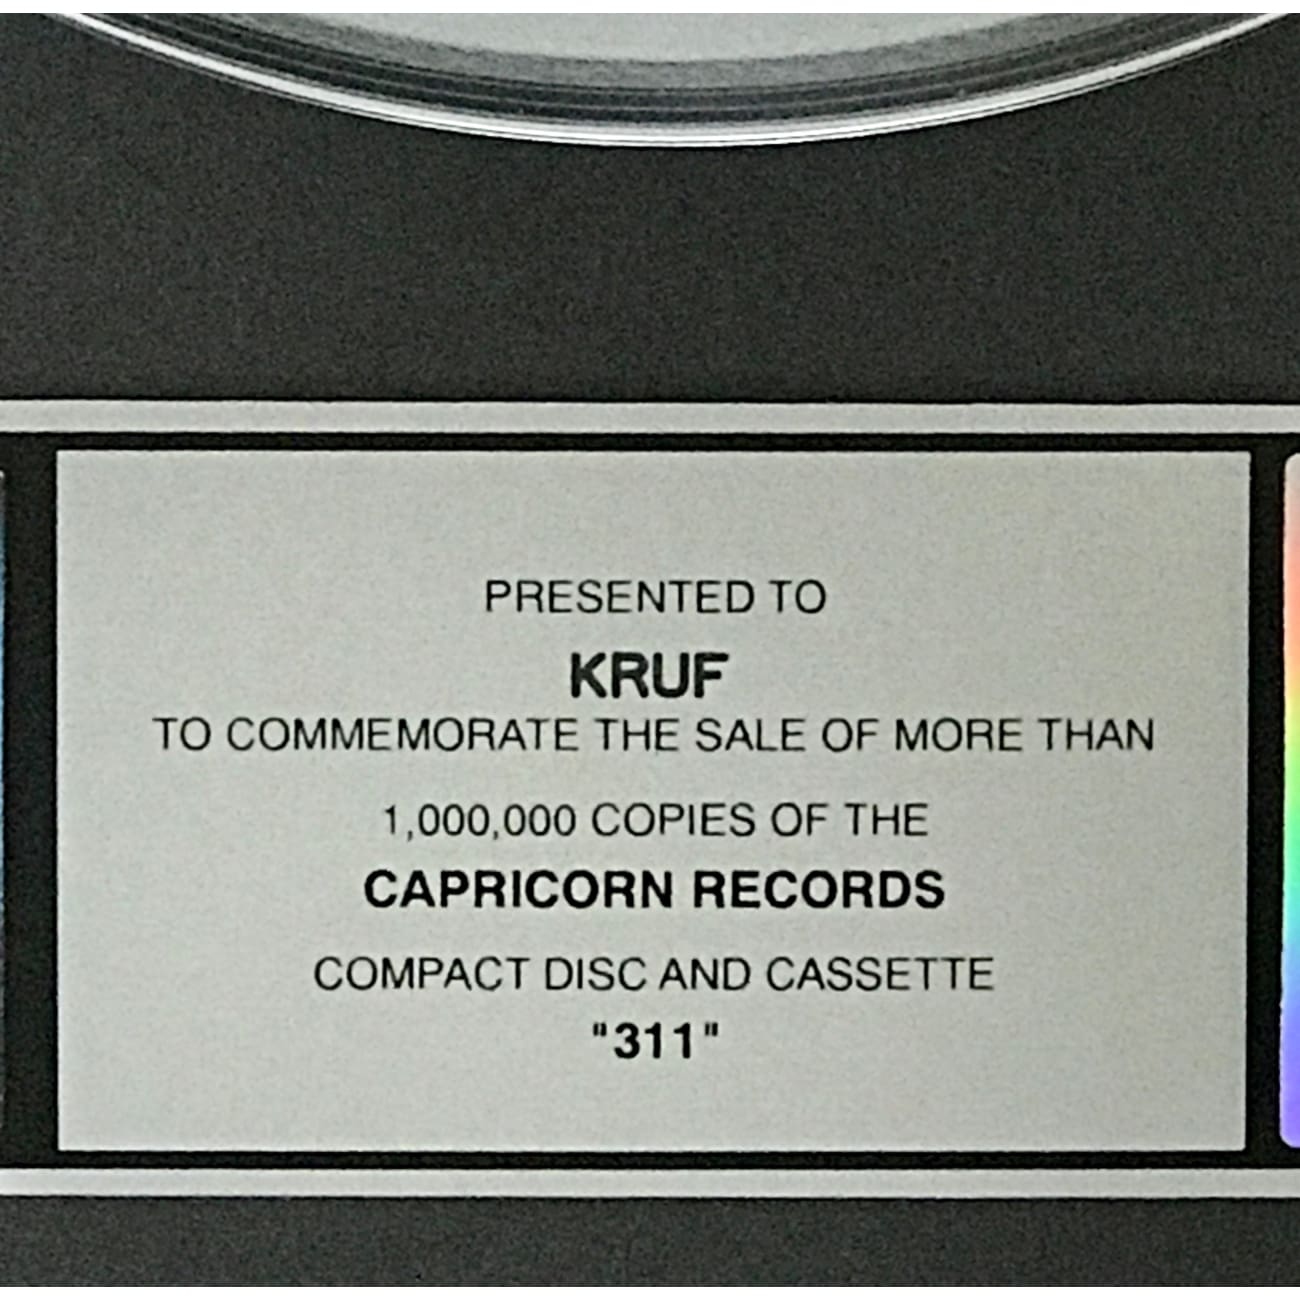 PRESENTED TO
KRUF
TO COMMEMORATE THE SALE OF MORE THAN
1,000,000 COPIES OF THE
CAPRICORN RECORDS
COMPACT DISC AND CASSETTE
"311"